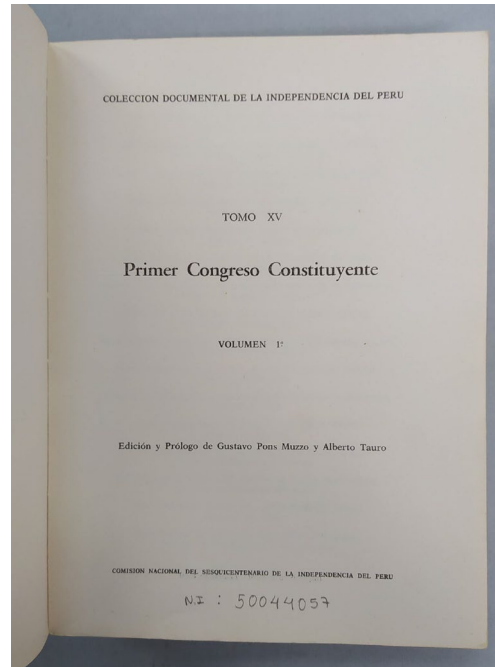 COLECCION DOCUMENTAL DE LA INDEPENDENCIA DEL PERU
TOMO XV
Primer Congreso Constituyente
VOLUMEN 1º
Edición y Prólogo de Gustavo Pons Muzzo y Alberto Tauro
COMISION NACIONAL DEL SESQUICENTENARIO DE LA INDEPENDENCIA DEL PERU
N.I : 50044057